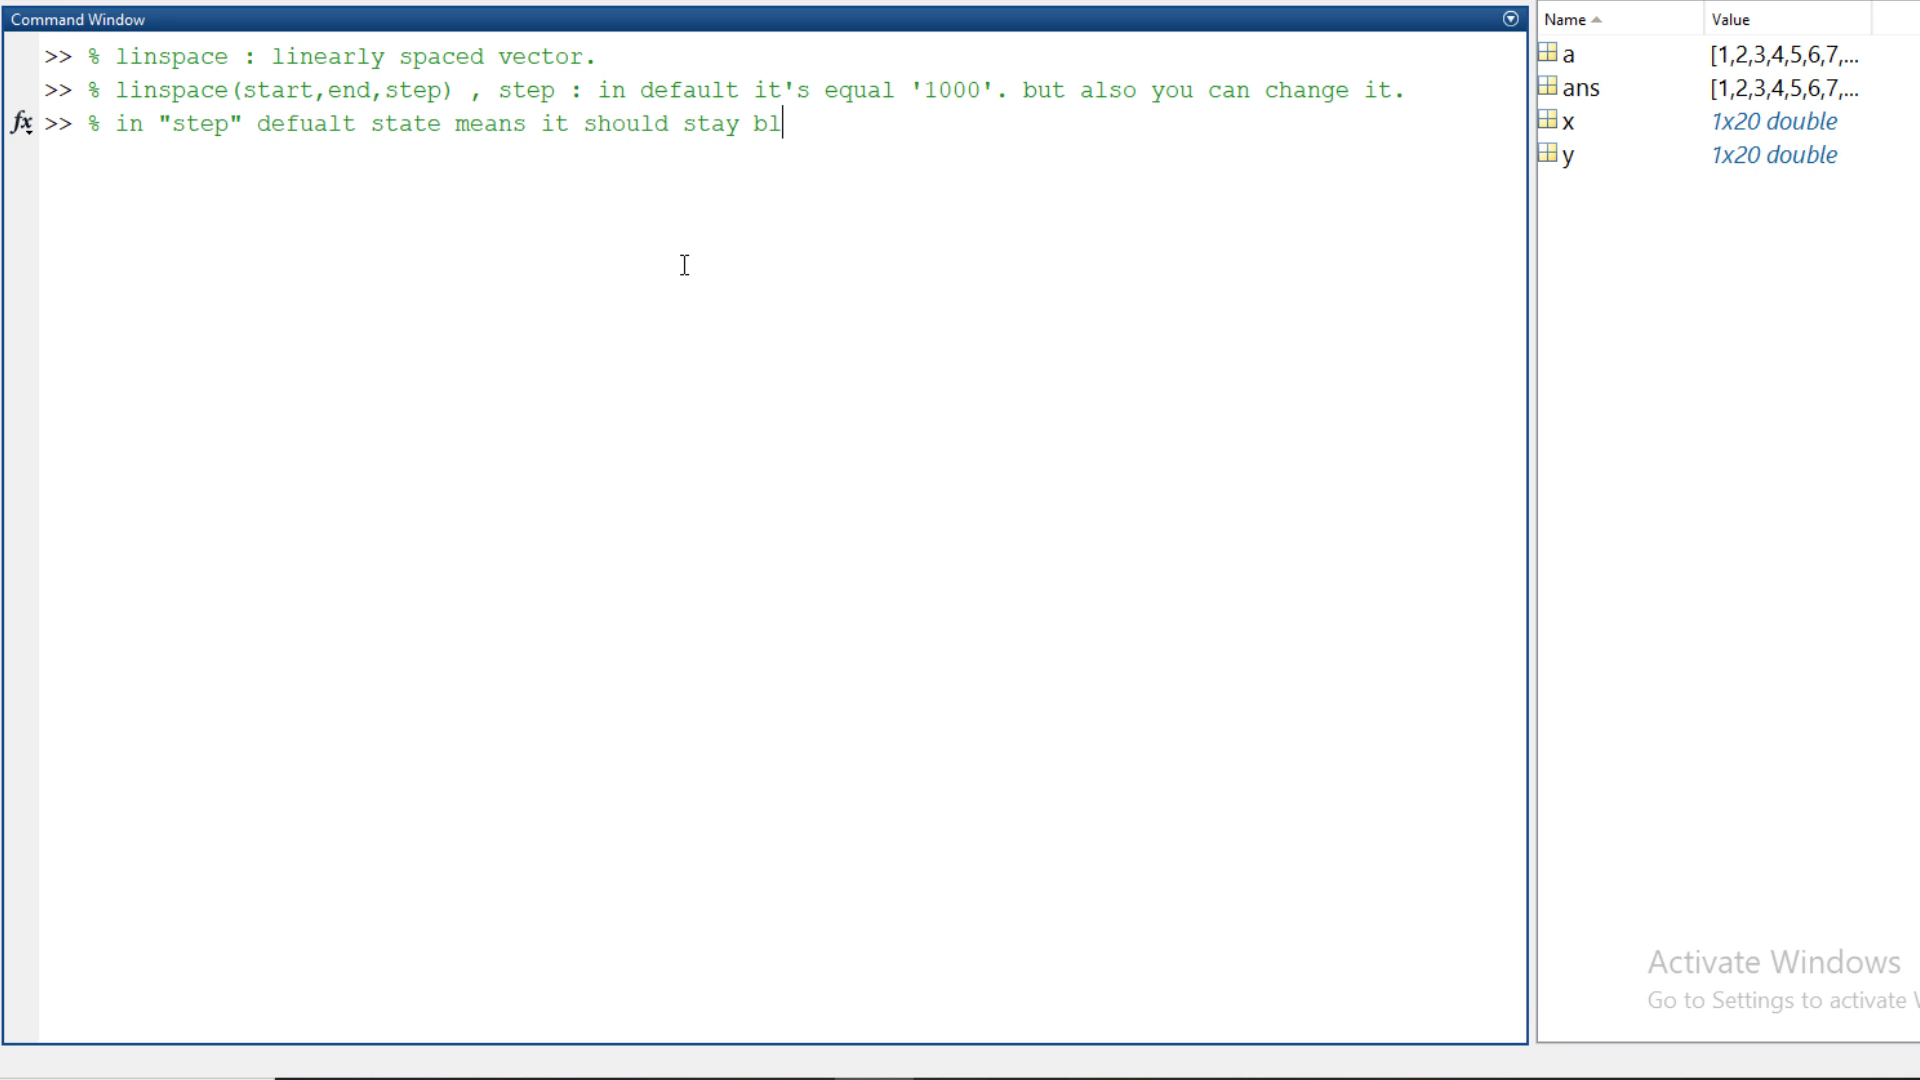 Command Window
>> % linspace : linearly spaced vector.
>> % linspace(start,end,step) , step : in default it's equal '1000'. but also you can change it.
fx >> % in "step" defualt state means it should stay bl
Name Value
a [1,2,3,4,5,6,7,...
ans [1,2,3,4,5,6,7,...
x 1x20 double
y 1x20 double
Activate Windows
Go to Settings to activate